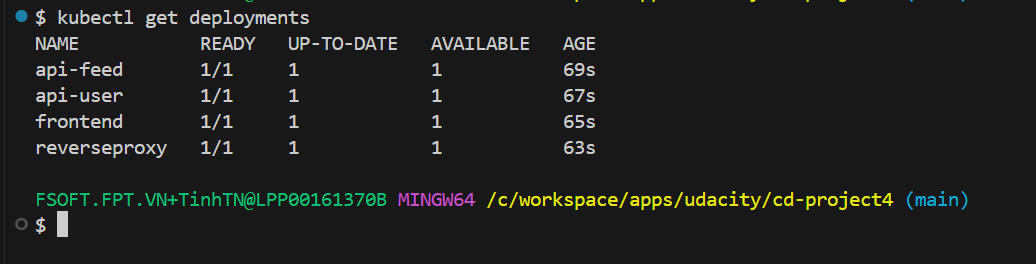 $ kubectl get deployments
NAME           READY   UP-TO-DATE   AVAILABLE   AGE
api-feed       1/1     1            1           69s
api-user       1/1     1            1           67s
frontend       1/1     1            1           65s
reverseproxy   1/1     1            1           63s
FSOFT.FPT.VN+TinhTN@LPP00161370B MINGW64 /c/workspace/apps/udacity/cd-project4 (main)
$